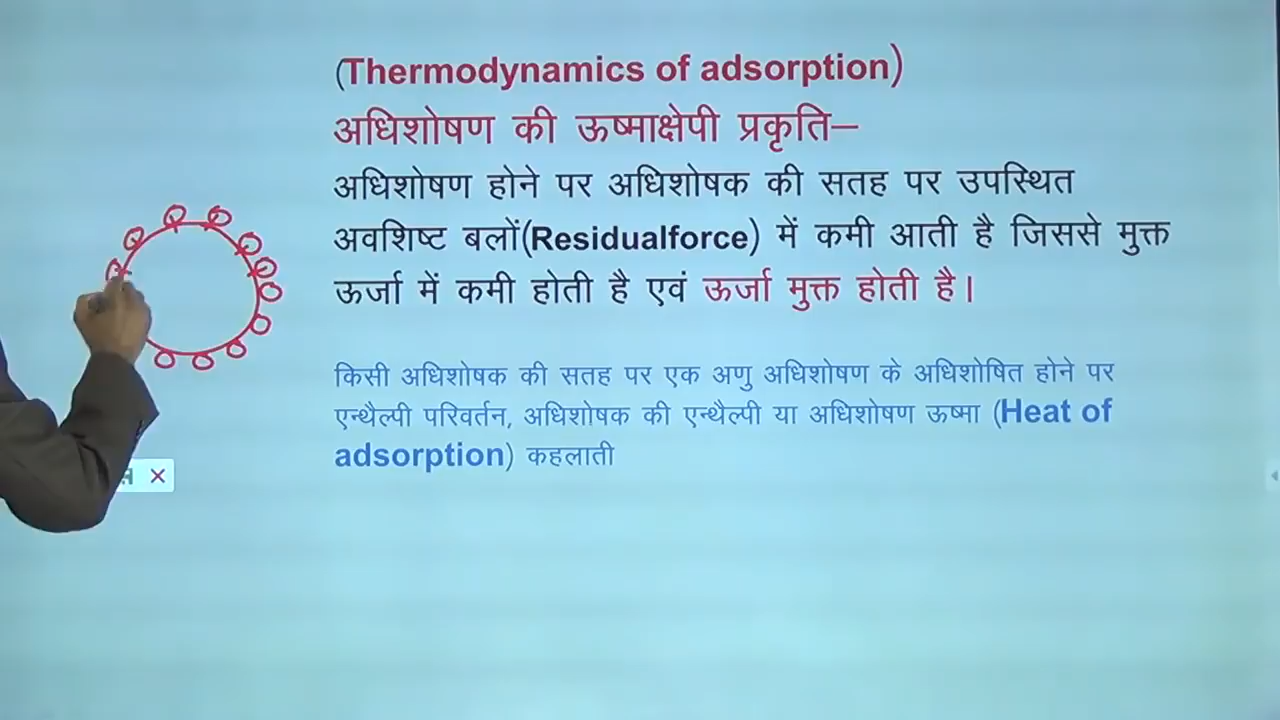 (Thermodynamics of adsorption)
अधिशोषण की ऊष्माक्षेपी प्रकृति–
अधिशोषण होने पर अधिशोषक की सतह पर उपस्थित
अवशिष्ट बलों(Residualforce) में कमी आती है जिससे मुक्त
ऊर्जा में कमी होती है एवं ऊर्जा मुक्त होती है।
किसी अधिशोषक की सतह पर एक अणु अधिशोषण के अधिशोषित होने पर
एन्थैल्पी परिवर्तन, अधिशोषक की एन्थैल्पी या अधिशोषण ऊष्मा (Heat of
adsorption) कहलाती